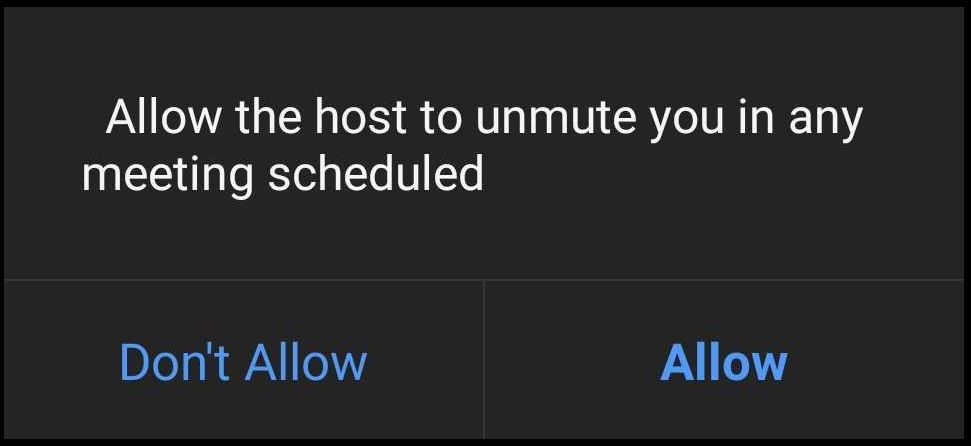 Allow the host to unmute you in any
meeting scheduled
Don't Allow
Allow